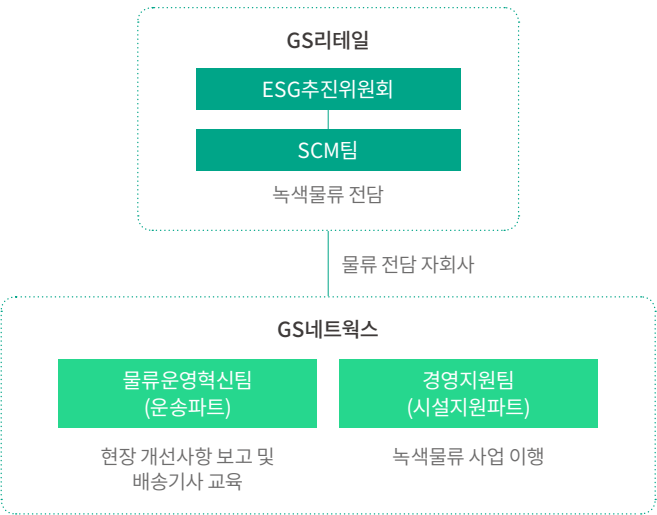 GS리테일
ESG추진위원회
SCM팀
녹색물류 전담
물류 전담 자회사
GS네트웍스
물류운영혁신팀
(운송파트)
현장 개선사항 보고 및
배송기사 교육
경영지원팀
(시설지원파트)
녹색물류 사업 이행